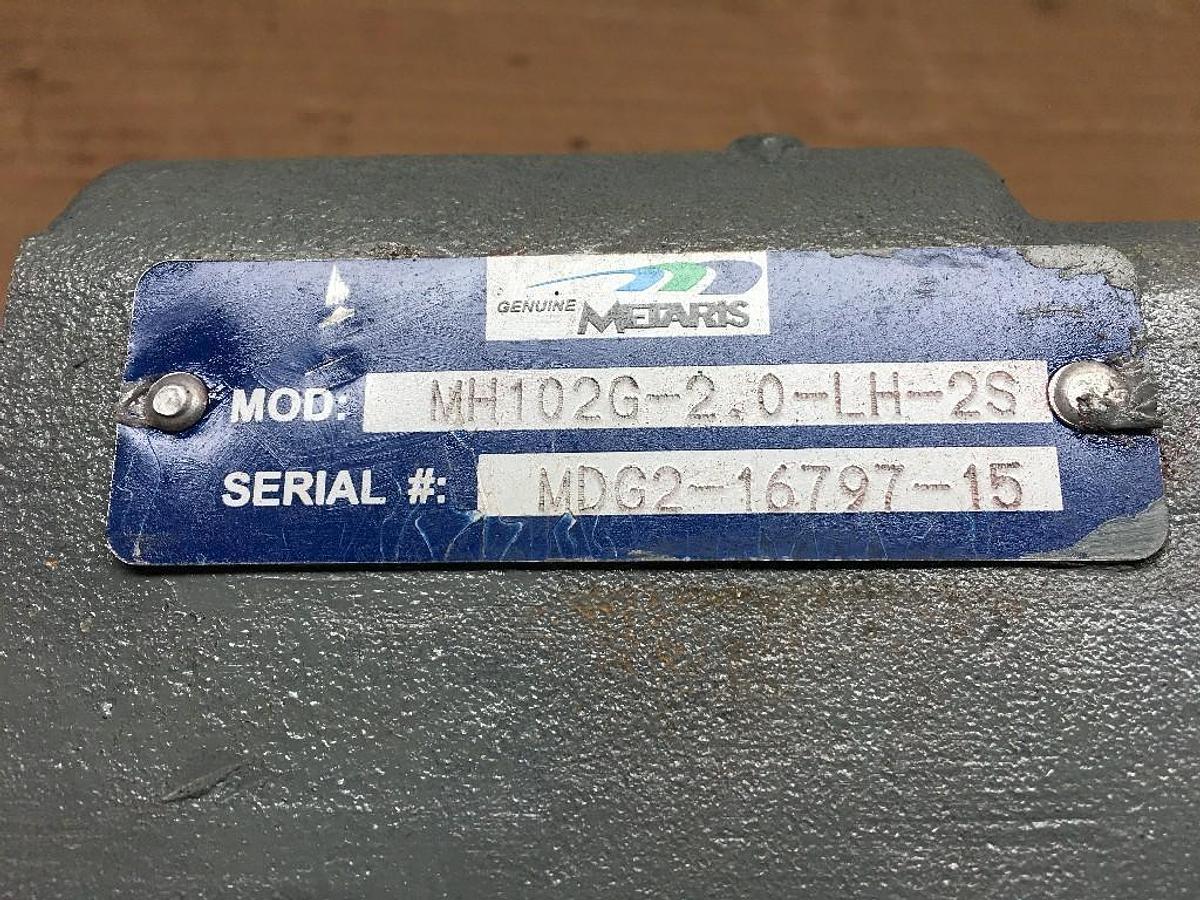 GENUINE METARIS
MOD: MH102G-2.0-LH-2S
SERIAL #: MDG2-16797-15